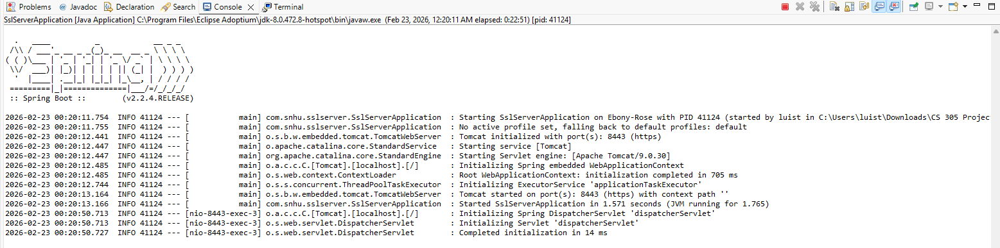 Problems Javadoc Declaration Search Console Terminal
SslServerApplication [Java Application] C:\Program Files\Eclipse Adoptium\jdk-8.0.472.8-hotspot\bin\javaw.exe (Feb 23, 2026, 12:20:11 AM elapsed: 0:22:51) [pid: 41124]
  .   ____          _            __ _ _
 /\\ / ___'_ __ _ _(_)_ __  __ _ \ \ \ \
( ( )\___ | '_ | '_| | '_ \/ _` | \ \ \ \
 \\/  ___)| |_)| | | | | || (_| |  ) ) ) )
  '  |____| .__|_| |_|_| |_\__, | / / / /
 =========|_|==============|___/=/_/_/_/
 :: Spring Boot ::        (v2.2.4.RELEASE)
2026-02-23 00:20:11.754  INFO 41124 --- [           main] com.snhu.sslserver.SslServerApplication  : Starting SslServerApplication on Ebony-Rose with PID 41124 (started by luist in C:\Users\luist\Downloads\CS 305 Projec
2026-02-23 00:20:11.755  INFO 41124 --- [           main] com.snhu.sslserver.SslServerApplication  : No active profile set, falling back to default profiles: default
2026-02-23 00:20:12.441  INFO 41124 --- [           main] o.s.b.w.embedded.tomcat.TomcatWebServer  : Tomcat initialized with port(s): 8443 (https)
2026-02-23 00:20:12.447  INFO 41124 --- [           main] o.apache.catalina.core.StandardService   : Starting service [Tomcat]
2026-02-23 00:20:12.447  INFO 41124 --- [           main] org.apache.catalina.core.StandardEngine  : Starting Servlet engine: [Apache Tomcat/9.0.30]
2026-02-23 00:20:12.485  INFO 41124 --- [           main] o.a.c.c.C.[Tomcat].[localhost].[/]       : Initializing Spring embedded WebApplicationContext
2026-02-23 00:20:12.485  INFO 41124 --- [           main] o.s.web.context.ContextLoader            : Root WebApplicationContext: initialization completed in 705 ms
2026-02-23 00:20:12.744  INFO 41124 --- [           main] o.s.s.concurrent.ThreadPoolTaskExecutor  : Initializing ExecutorService 'applicationTaskExecutor'
2026-02-23 00:20:13.164  INFO 41124 --- [           main] o.s.b.w.embedded.tomcat.TomcatWebServer  : Tomcat started on port(s): 8443 (https) with context path ''
2026-02-23 00:20:13.166  INFO 41124 --- [           main] com.snhu.sslserver.SslServerApplication  : Started SslServerApplication in 1.571 seconds (JVM running for 1.765)
2026-02-23 00:20:50.713  INFO 41124 --- [nio-8443-exec-3] o.a.c.c.C.[Tomcat].[localhost].[/]       : Initializing Spring DispatcherServlet 'dispatcherServlet'
2026-02-23 00:20:50.713  INFO 41124 --- [nio-8443-exec-3] o.s.web.servlet.DispatcherServlet        : Initializing Servlet 'dispatcherServlet'
2026-02-23 00:20:50.727  INFO 41124 --- [nio-8443-exec-3] o.s.web.servlet.DispatcherServlet        : Completed initialization in 14 ms